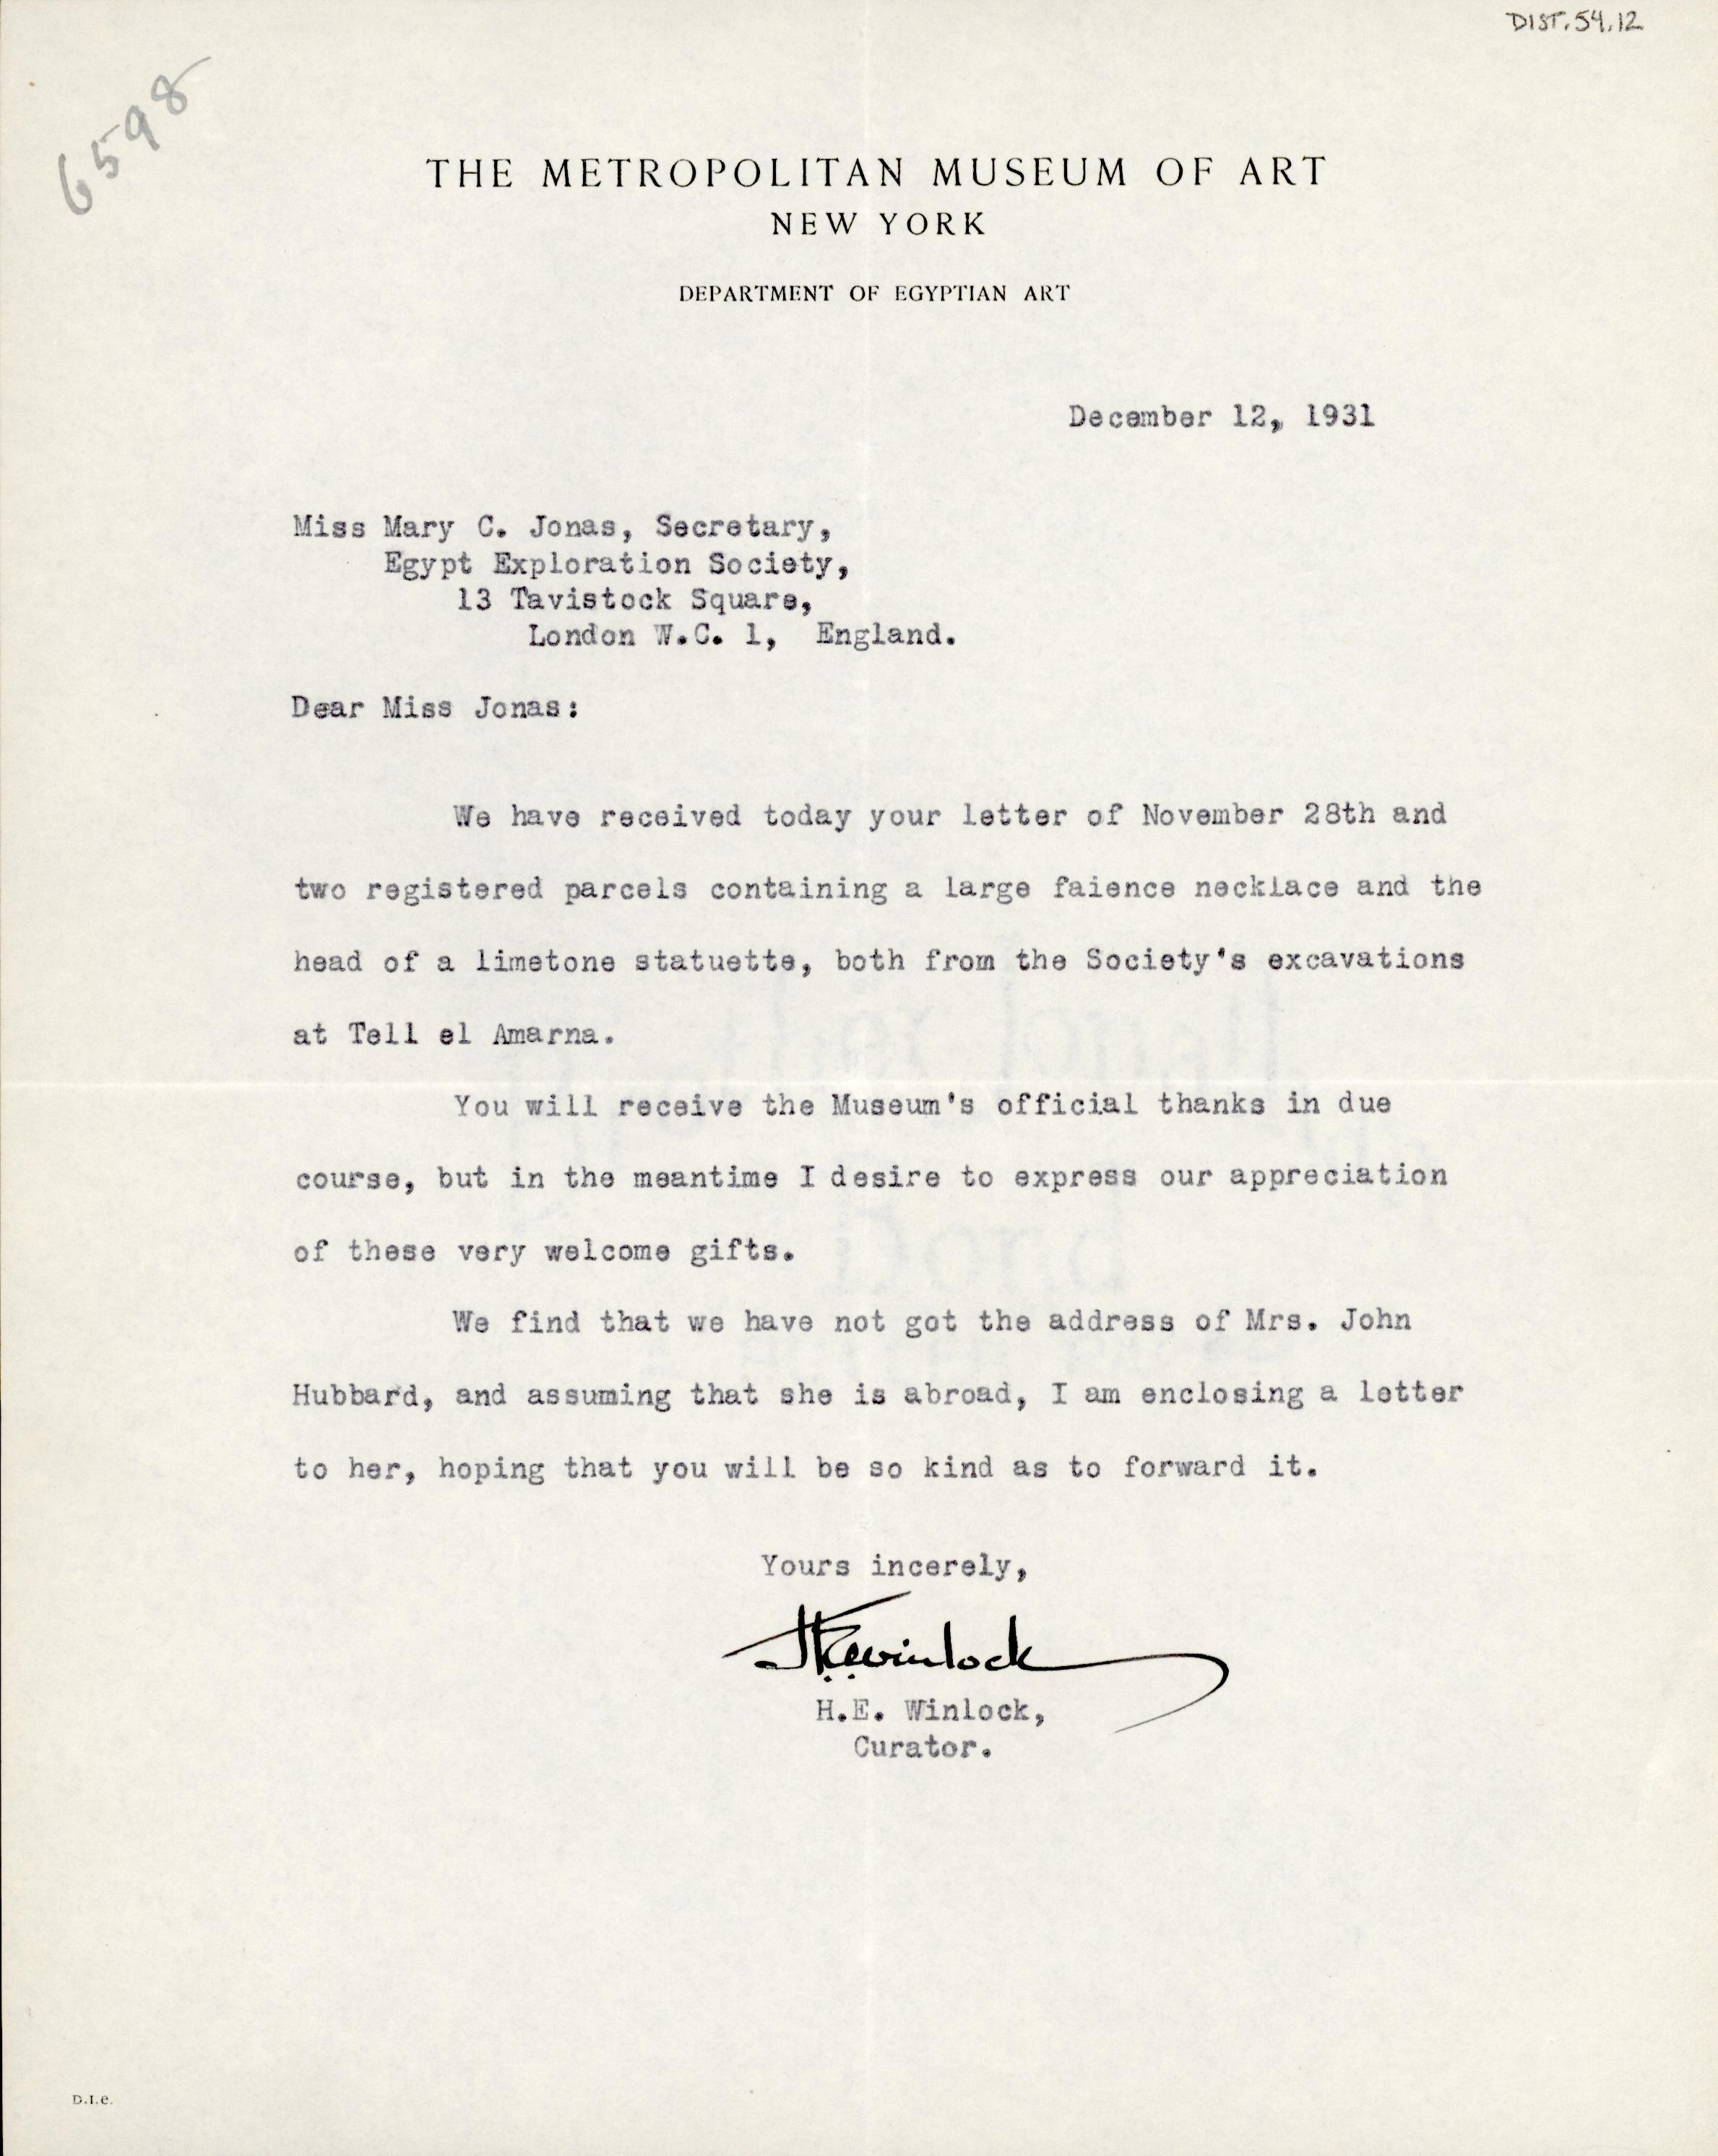 DIST.54.12
6598
THE METROPOLITAN MUSEUM OF ART
NEW YORK
DEPARTMENT OF EGYPTIAN ART
December 12, 1931
Miss Mary C. Jonas, Secretary,
Egypt Exploration Society,
13 Tavistock Square,
London W.C. 1, England.
Dear Miss Jonas:
We have received today your letter of November 28th and
two registered parcels containing a large faience necklace and the
head of a limetone statuette, both from the Society's excavations
at Tell el Amarna.
You will receive the Museum's official thanks in due
course, but in the meantime I desire to express our appreciation
of these very welcome gifts.
We find that we have not got the address of Mrs. John
Hubbard, and assuming that she is abroad, I am enclosing a letter
to her, hoping that you will be so kind as to forward it.
Yours incerely,
H.E. Winlock
H.E. Winlock,
Curator.
D.I.e.